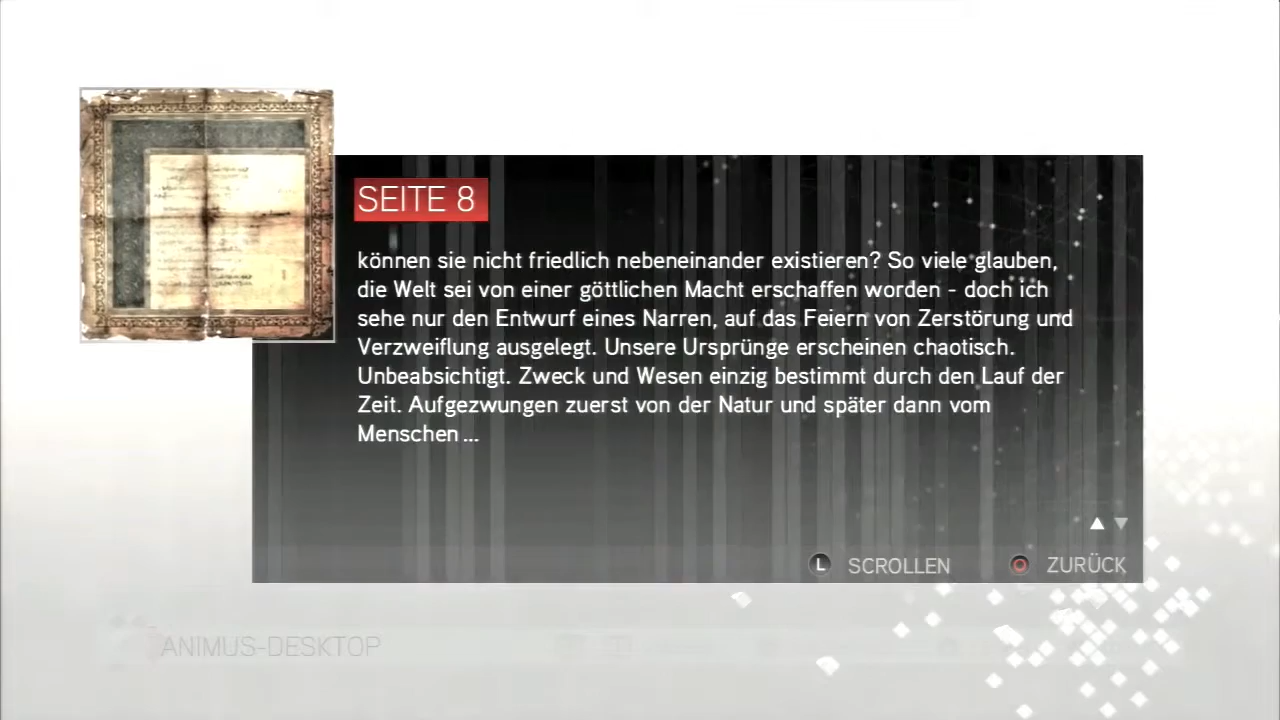 SEITE 8
können sie nicht friedlich nebeneinander existieren? So viele glauben,
die Welt sei von einer göttlichen Macht erschaffen worden - doch ich
sehe nur den Entwurf eines Narren, auf das Feiern von Zerstörung und
Verzweiflung ausgelegt. Unsere Ursprünge erscheinen chaotisch.
Unbeabsichtigt. Zweck und Wesen einzig bestimmt durch den Lauf der
Zeit. Aufgezwungen zuerst von der Natur und später dann vom
Menschen ...
L SCROLLEN ZURÜCK
ANIMUS-DESKTOP